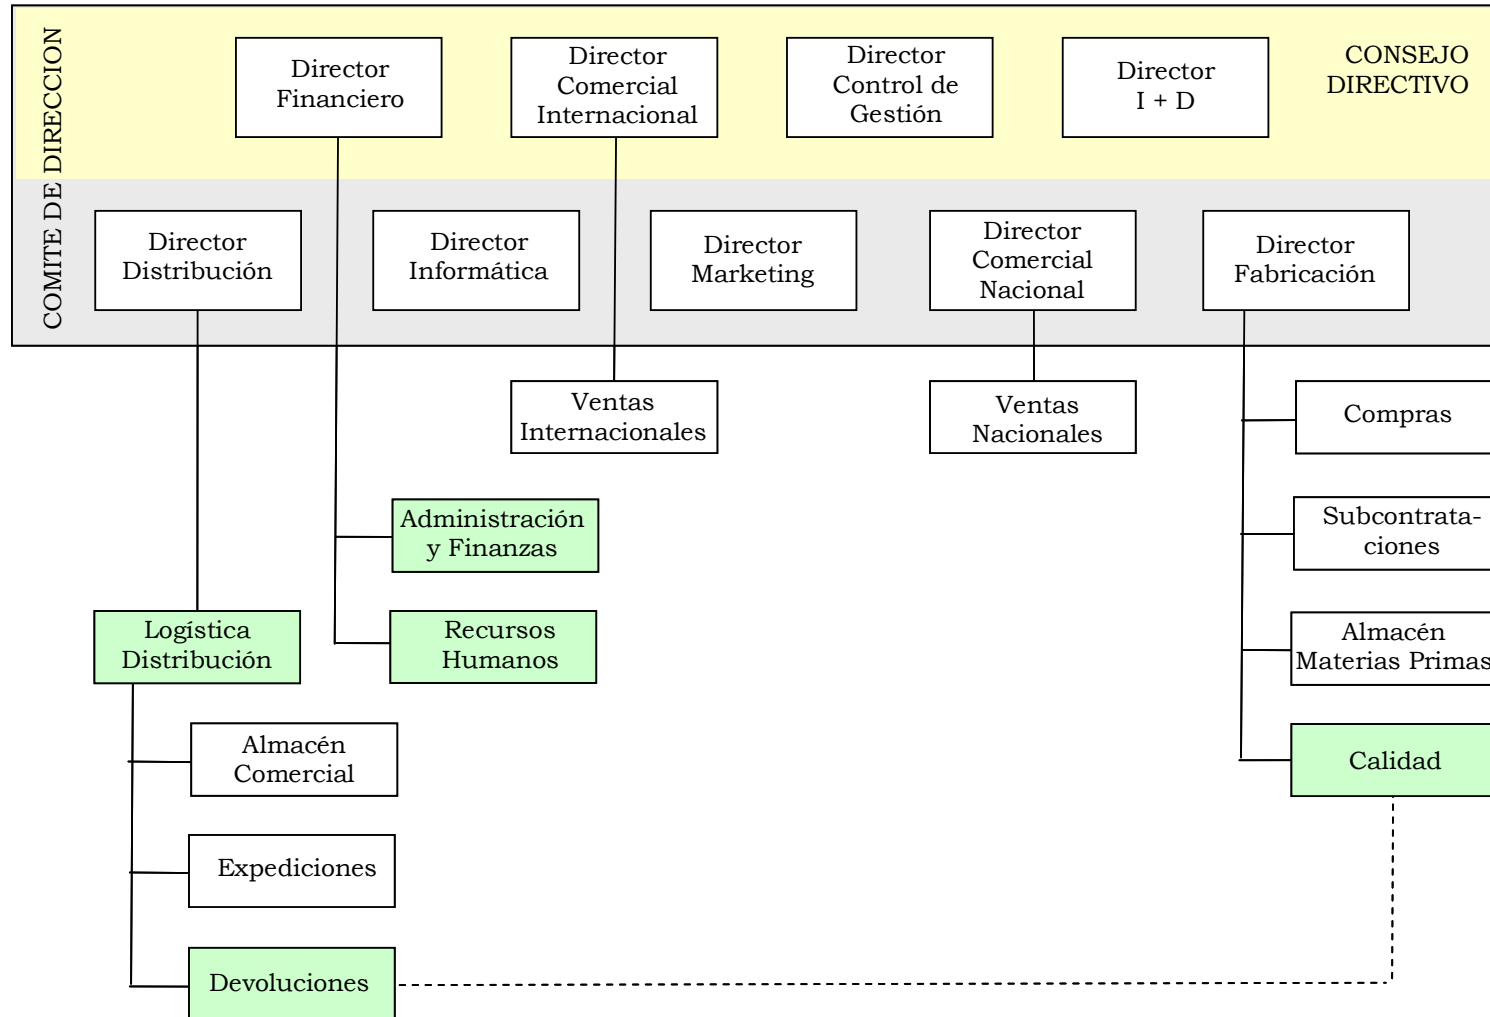 COMITE DE DIRECCION
CONSEJO
DIRECTIVO
Director
Financiero
Director
Comercial
Internacional
Director
Control de
Gestión
Director
I + D
Director
Distribución
Director
Informática
Director
Marketing
Director
Comercial
Nacional
Director
Fabricación
Ventas
Internacionales
Ventas
Nacionales
Compras
Administración
y Finanzas
Subcontrata-
ciones
Logística
Distribución
Recursos
Humanos
Almacén
Materias Primas
Almacén
Comercial
Calidad
Expediciones
Devoluciones